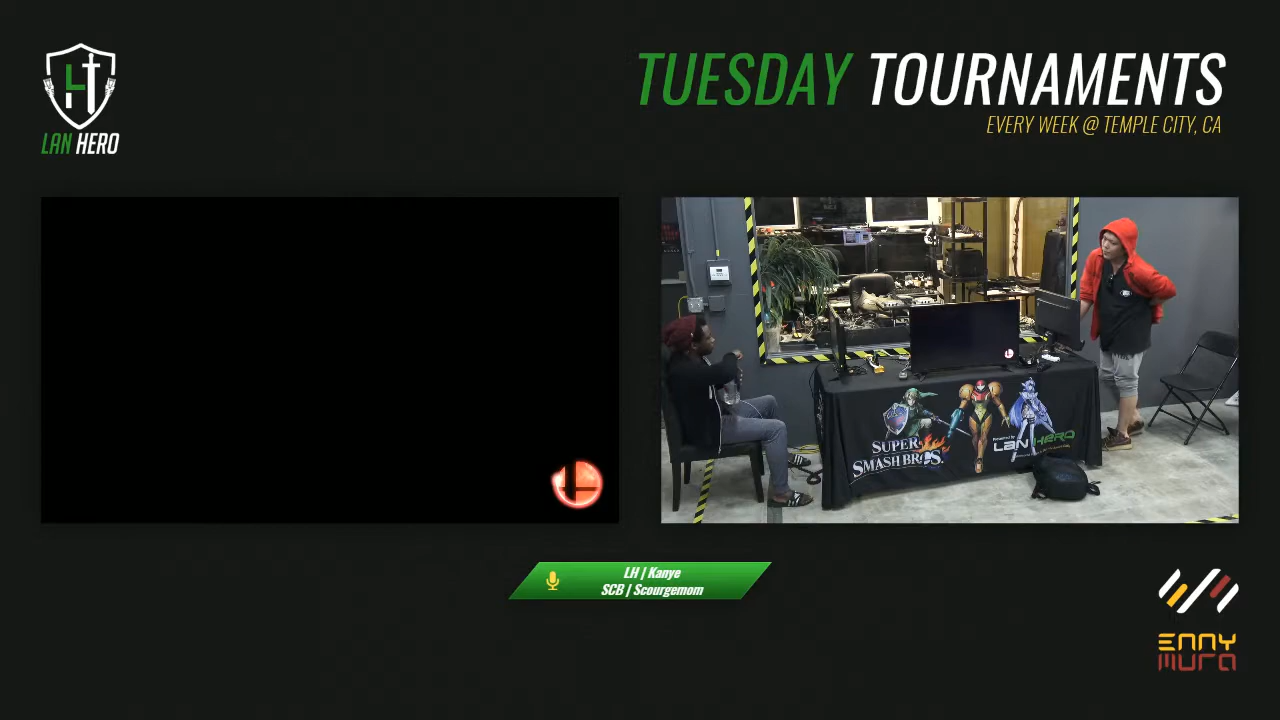 TUESDAY TOURNAMENTS
EVERY WEEK @ TEMPLE CITY, CA
LH
LAN HERO
SUPER
SMASH BROS.
LAN HERO
LH | Kanye
SCB | Scourgemom
ENNY
MURA